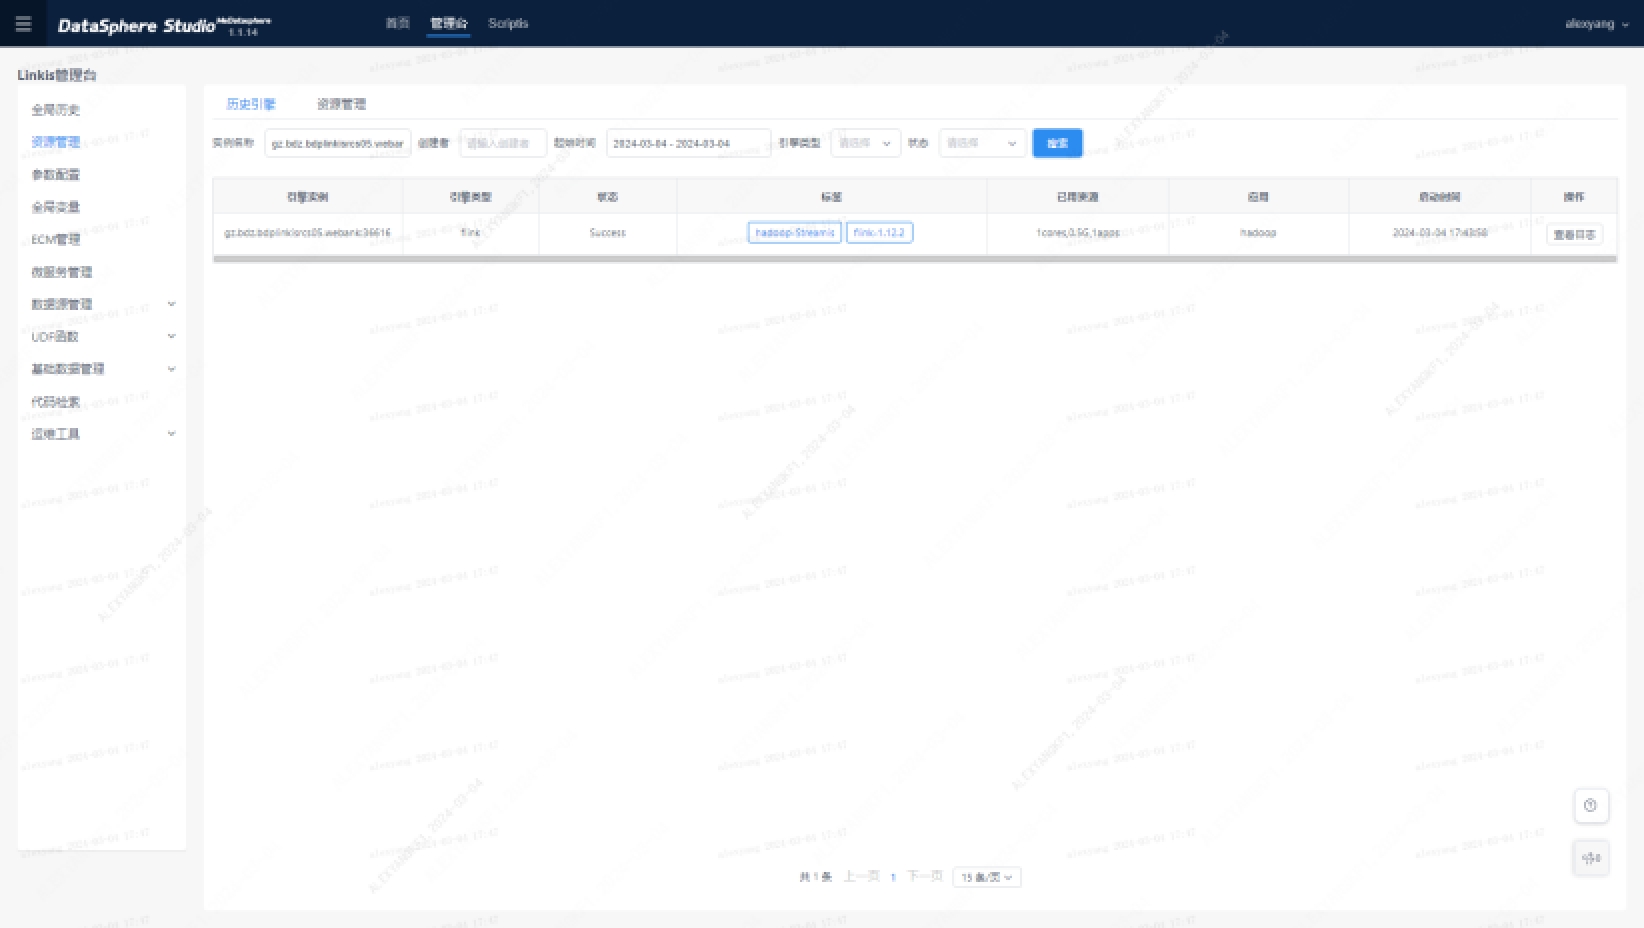 DataSphere Studio WeDatasphere 1.1.14 首页 管理台 Scriptis alexyang
Linkis管理台
全局历史
资源管理
参数配置
全局变量
ECM管理
微服务管理
数据源管理
UDF函数
基础数据管理
代码检索
运维工具
历史引擎 资源管理
实例名称 gz.bdz.bdplinkisrcs05.webank 创建者 请输入创建者 起始时间 2024-03-04 - 2024-03-04 引擎类型 请选择 状态 请选择 搜索
引擎实例 引擎类型 状态 标签 已用资源 应用 启动时间 操作
gz.bdz.bdplinkisrcs05.webank:36616 flink Success hadoop-Streamis flink-1.12.2 1cores,0.5G,1apps hadoop 2024-03-04 17:43:58 查看日志
共 1 条 上一页 1 下一页 15 条/页
alexyang 2024-03-04 17:47
ALEXYANGKF1, 2024-03-04